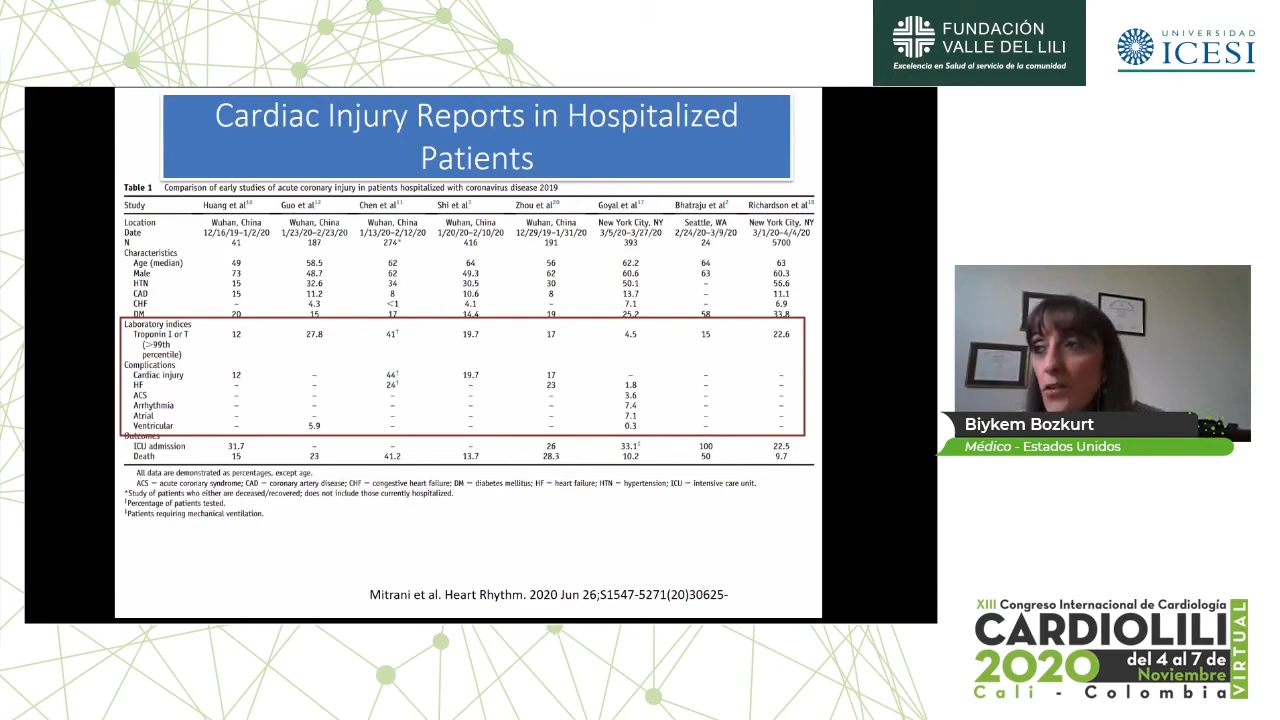 FUNDACIÓN
VALLE DEL LILI
Excelencia en Salud al servicio de la comunidad
UNIVERSIDAD
ICESI
Cardiac Injury Reports in Hospitalized
Patients
Table 1 Comparison of early studies of acute coronary injury in patients hospitalized with coronavirus disease 2019
Study Huang et al16 Guo et al12 Chen et al11 Shi et al1 Zhou et al20 Goyal et al17 Bhatraju et al2 Richardson et al18
Location Wuhan, China Wuhan, China Wuhan, China Wuhan, China Wuhan, China New York City, NY Seattle, WA New York City, NY
Date 12/16/19–1/2/20 1/23/20–2/23/20 1/13/20–2/12/20 1/20/20–2/10/20 12/29/19–1/31/20 3/5/20–3/27/20 2/24/20–3/9/20 3/1/20–4/4/20
N 41 187 274* 416 191 393 24 5700
Characteristics
Age (median) 49 58.5 62 64 56 62.2 64 63
Male 73 48.7 62 49.3 62 60.6 63 60.3
HTN 15 32.6 34 30.5 30 50.1 – 56.6
CAD 15 11.2 8 10.6 8 13.7 – 11.1
CHF – 4.3 <1 4.1 – 7.1 – 6.9
DM 20 15 17 14.4 19 25.2 58 33.8
Laboratory indices
Troponin I or T 12 27.8 41† 19.7 17 4.5 15 22.6
(>99th
percentile)
Complications
Cardiac injury 12 – 44† 19.7 17 – – –
HF – – 24† – 23 1.8 – –
ACS – – – – – 3.6 – –
Arrhythmia – – – – – 7.4 – –
Atrial – – – – – 7.1 – –
Ventricular – 5.9 – – – 0.3 – –
Outcomes
ICU admission 31.7 – – – 26 33.1‡ 100 22.5
Death 15 23 41.2 13.7 28.3 10.2 50 9.7
All data are demonstrated as percentages, except age.
ACS = acute coronary syndrome; CAD = coronary artery disease; CHF = congestive heart failure; DM = diabetes mellitus; HF = heart failure; HTN = hypertension; ICU = intensive care unit.
*Study of patients who either are deceased/recovered; does not include those currently hospitalized.
†Percentage of patients tested.
‡Patients requiring mechanical ventilation.
Mitrani et al. Heart Rhythm. 2020 Jun 26;S1547-5271(20)30625-
Biykem Bozkurt
Médico - Estados Unidos
XIII Congreso Internacional de Cardiología
CARDIOLILI
2020 del 4 al 7 de
Noviembre
Cali - Colombia
VIRTUAL